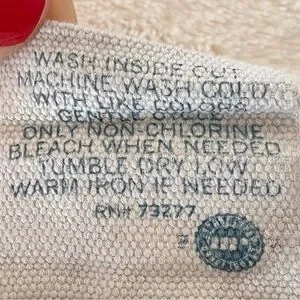 WASH INSIDE OUT
MACHINE WASH COLD
WITH LIKE COLORS
GENTLE CYCLE
ONLY NON-CHLORINE
BLEACH WHEN NEEDED
TUMBLE DRY LOW
WARM IRON IF NEEDED
RN# 73277